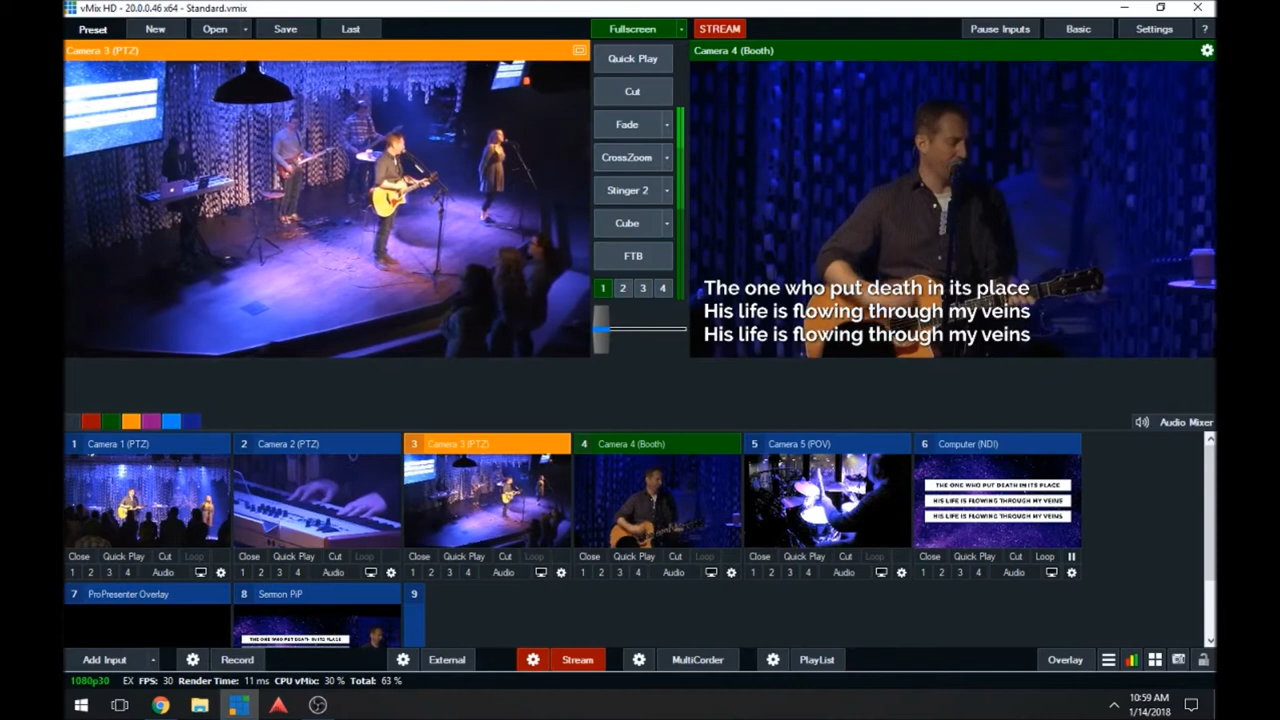 vMix HD - 20.0.0.46 x64 - Standard.vmix
Preset New Open Save Last Fullscreen STREAM Pause Inputs Basic Settings ?
Camera 3 (PTZ)
Quick Play
Cut
Fade
CrossZoom
Stinger 2
Cube
FTB
1 2 3 4
Camera 4 (Booth)
The one who put death in its place
His life is flowing through my veins
His life is flowing through my veins
Audio Mixer
1 Camera 1 (PTZ) 2 Camera 2 (PTZ) 3 Camera 3 (PTZ) 4 Camera 4 (Booth) 5 Camera 5 (POV) 6 Computer (NDI)
THE ONE WHO PUT DEATH IN ITS PLACE
HIS LIFE IS FLOWING THROUGH MY VEINS
HIS LIFE IS FLOWING THROUGH MY VEINS
Close Quick Play Cut Loop Close Quick Play Cut Loop Close Quick Play Cut Loop Close Quick Play Cut Loop Close Quick Play Cut Loop Close Quick Play Cut Loop
1 2 3 4 Audio 1 2 3 4 Audio 1 2 3 4 Audio 1 2 3 4 Audio 1 2 3 4 Audio 1 2 3 4 Audio
7 ProPresenter Overlay 8 Sermon PiP 9
THE ONE WHO PUT DEATH IN ITS PLACE
Add Input Record External Stream MultiCorder PlayList Overlay
1080p30 EX FPS: 30 Render Time: 11 ms CPU vMix: 30 % Total: 63 %
10:59 AM
1/14/2018